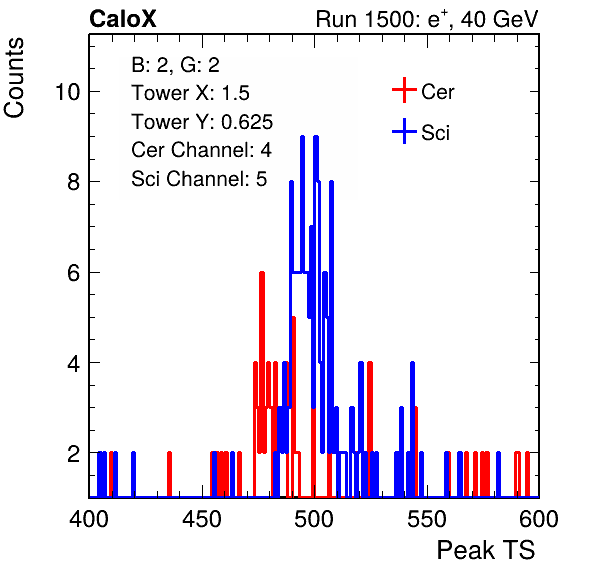 CaloX Run 1500: e+, 40 GeV
Counts
B: 2, G: 2
Tower X: 1.5
Tower Y: 0.625
Cer Channel: 4
Sci Channel: 5
Cer
Sci
10
8
6
4
2
400 450 500 550 600
Peak TS